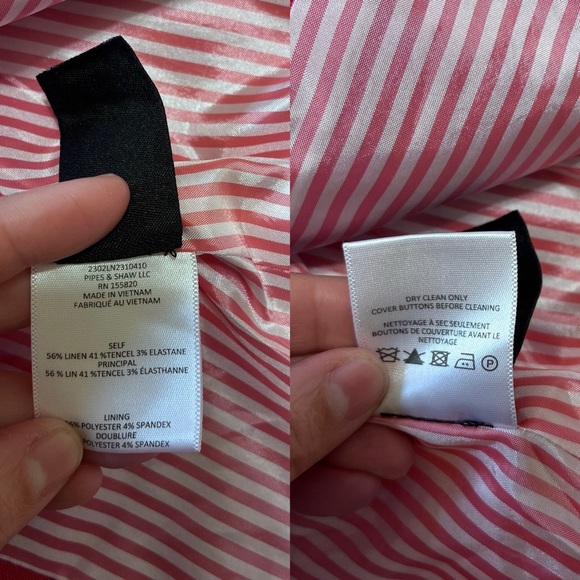 2302LN2310410
PIPES & SHAW LLC
RN 155820
MADE IN VIETNAM
FABRIQUÉ AU VIETNAM
SELF
56% LINEN 41 %TENCEL 3% ELASTANE
PRINCIPAL
56 % LIN 41 %TENCEL 3% ÉLASTHANNE
LINING
POLYESTER 4% SPANDEX
DOUBLURE
POLYESTER 4% SPANDEX
DRY CLEAN ONLY
COVER BUTTONS BEFORE CLEANING
NETTOYAGE À SEC SEULEMENT
BOUTONS DE COUVERTURE AVANT LE
NETTOYAGE
P